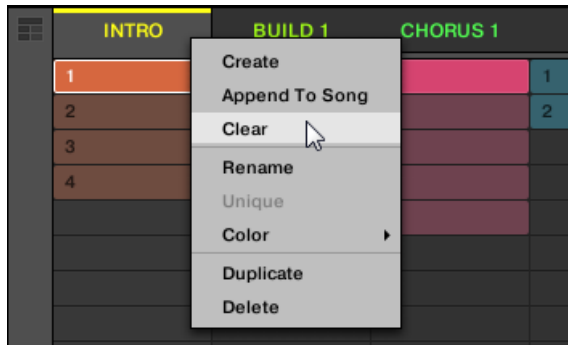 INTRO BUILD 1 CHORUS 1
1 1
2 2
3
4
Create
Append To Song
Clear
Rename
Unique
Color
Duplicate
Delete